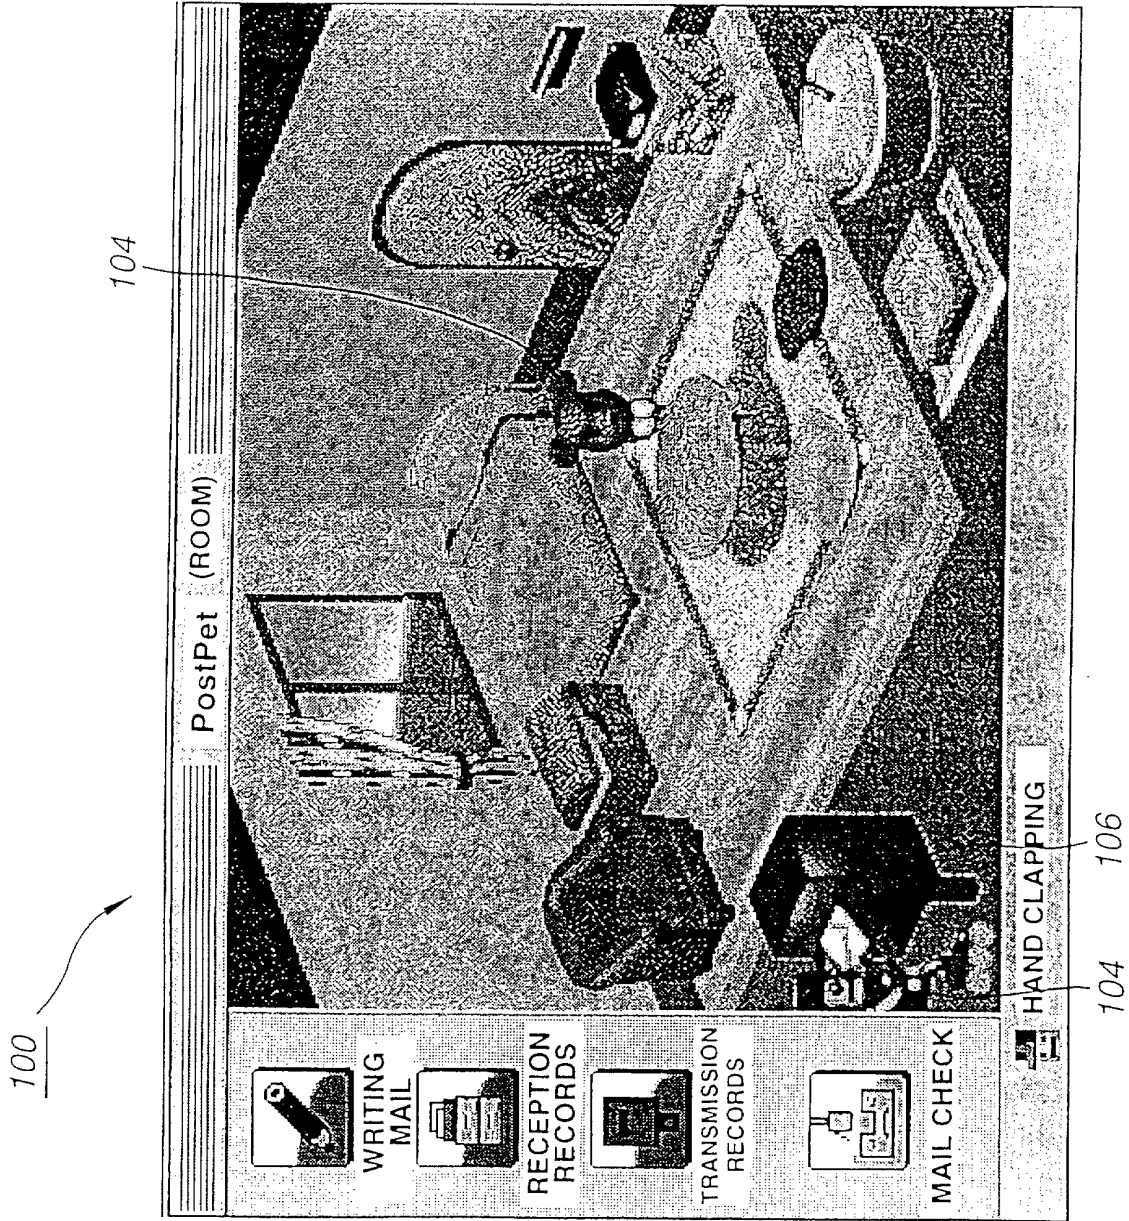 100
104
PostPet (ROOM)
WRITING
MAIL
RECEPTION
RECORDS
TRANSMISSION
RECORDS
MAIL CHECK
HAND CLAPPING
104
106